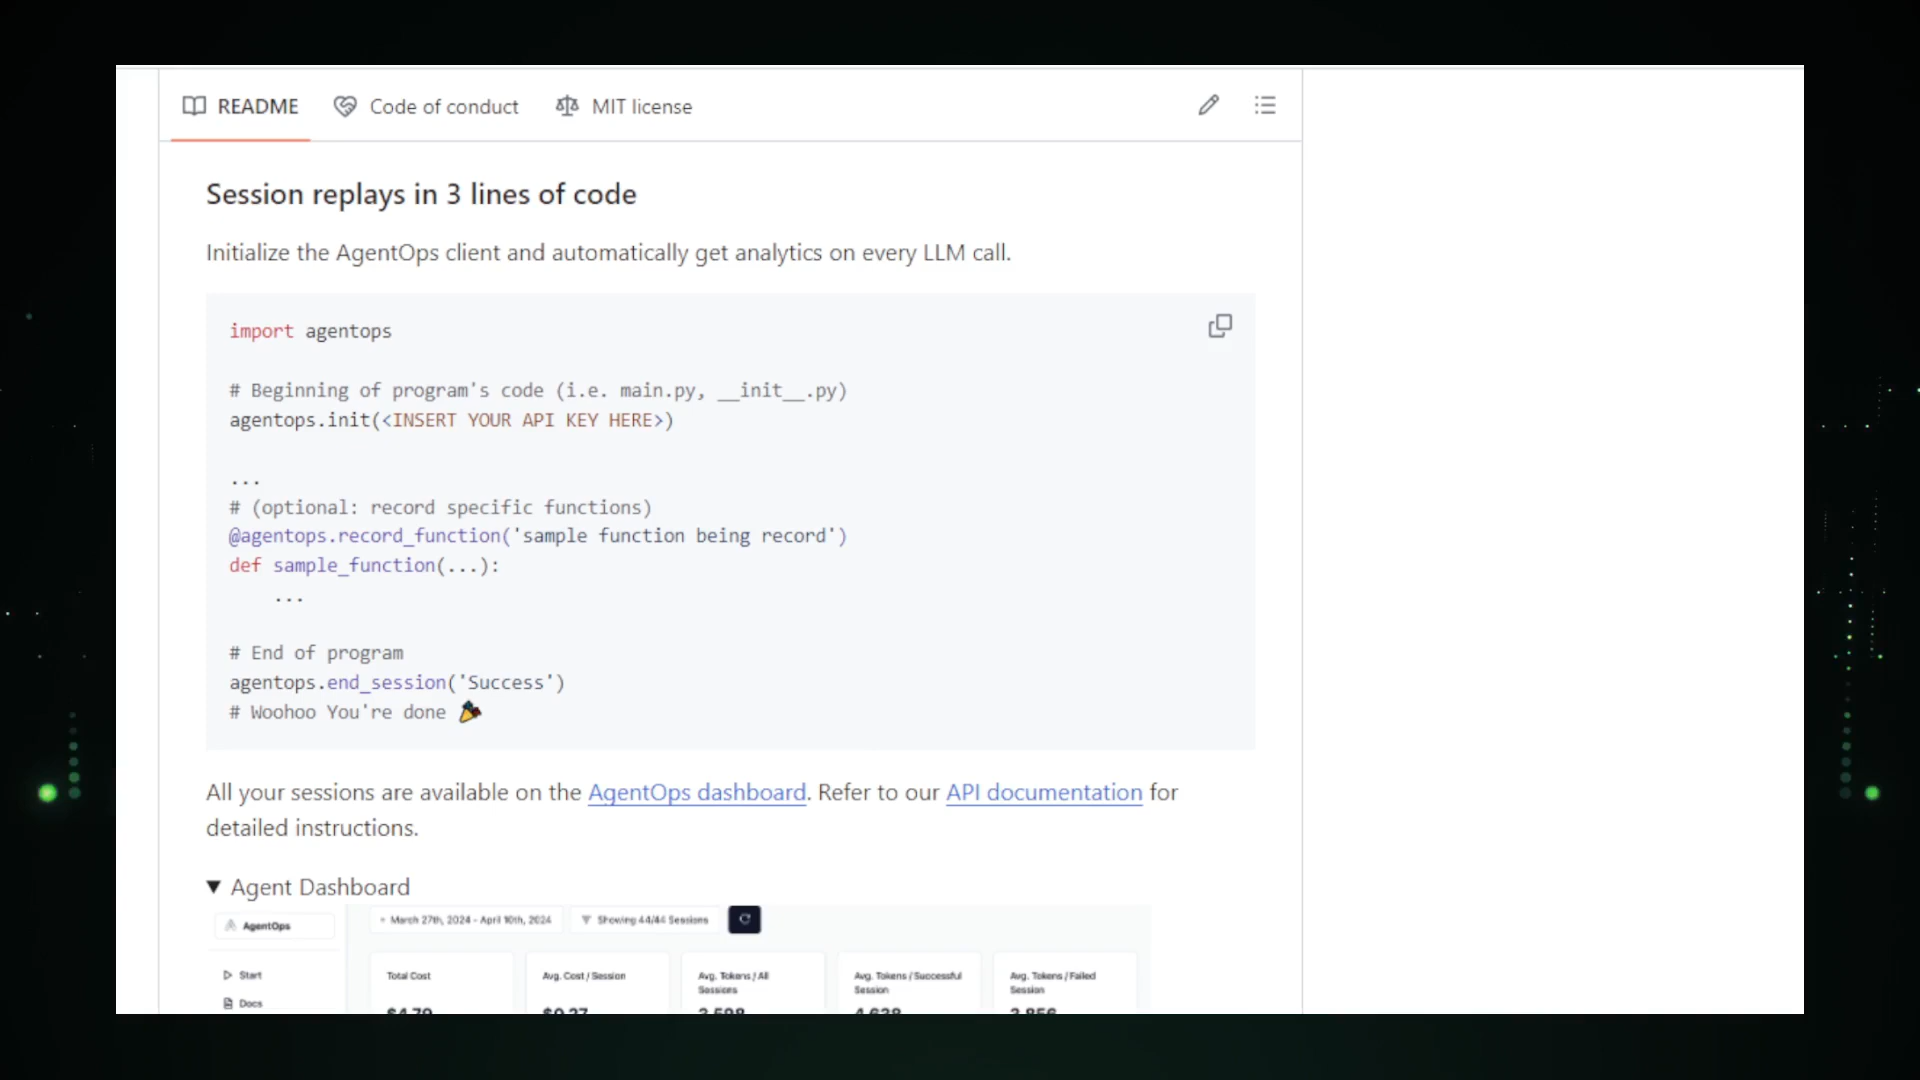 README Code of conduct MIT license
Session replays in 3 lines of code
Initialize the AgentOps client and automatically get analytics on every LLM call.
import agentops
# Beginning of program's code (i.e. main.py, __init__.py)
agentops.init(<INSERT YOUR API KEY HERE>)
...
# (optional: record specific functions)
@agentops.record_function('sample function being record')
def sample_function(...):
...
# End of program
agentops.end_session('Success')
# Woohoo You're done 🎉
All your sessions are available on the AgentOps dashboard. Refer to our API documentation for
detailed instructions.
▼ Agent Dashboard
AgentOps March 27th, 2024 - April 10th, 2024 Showing 44/44 Sessions
Start Total Cost Avg. Cost / Session Avg. Tokens / All Avg. Tokens / Successful Avg. Tokens / Failed
Sessions Session Session
Docs